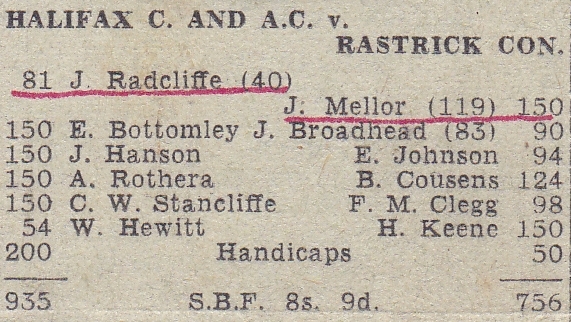 HALIFAX C. AND A.C. v.
RASTRICK CON.
81 J. Radcliffe (40)
J. Mellor (119) 150
150 E. Bottomley J. Broadhead (83) 90
150 J. Hanson E. Johnson 94
150 A. Rothera B. Cousens 124
150 C. W. Stancliffe F. M. Clegg 98
54 W. Hewitt H. Keene 150
200 Handicaps 50
935 S.B.F. 8s. 9d. 756